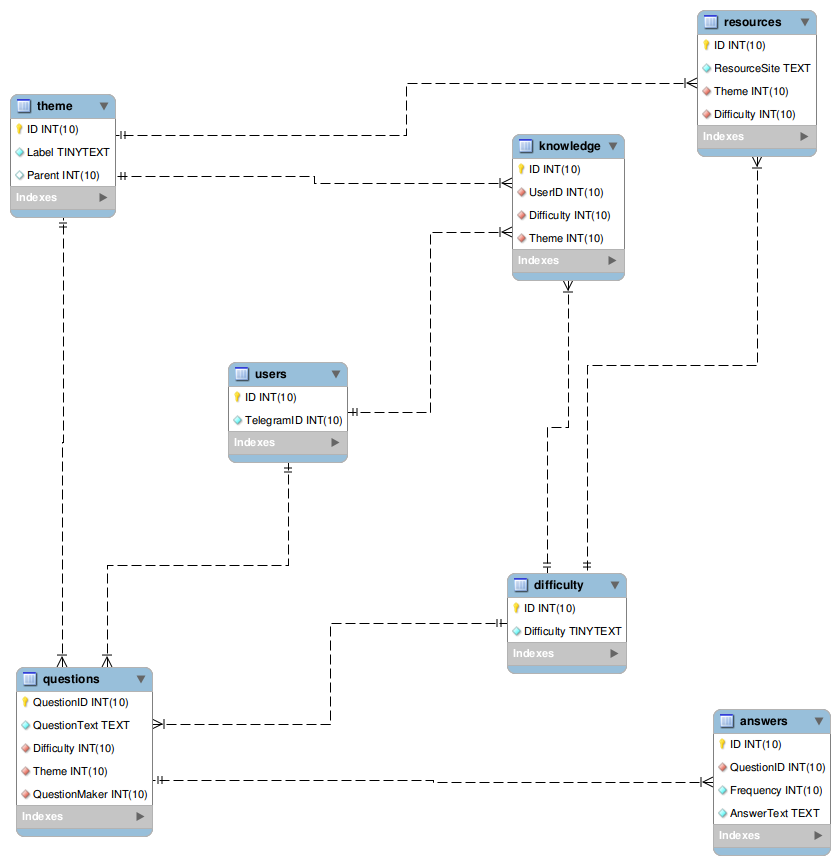 resources
ID INT(10)
ResourceSite TEXT
Theme INT(10)
Difficulty INT(10)
Indexes
theme
ID INT(10)
Label TINYTEXT
Parent INT(10)
Indexes
knowledge
ID INT(10)
UserID INT(10)
Difficulty INT(10)
Theme INT(10)
Indexes
users
ID INT(10)
TelegramID INT(10)
Indexes
difficulty
ID INT(10)
Difficulty TINYTEXT
Indexes
questions
QuestionID INT(10)
QuestionText TEXT
Difficulty INT(10)
Theme INT(10)
QuestionMaker INT(10)
Indexes
answers
ID INT(10)
QuestionID INT(10)
Frequency INT(10)
AnswerText TEXT
Indexes